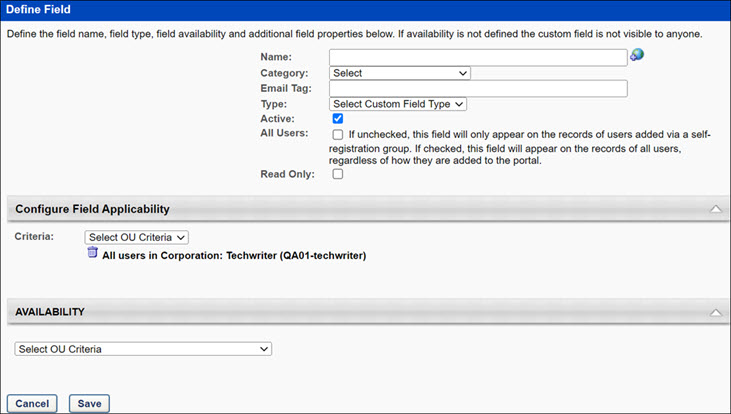 Define Field
Define the field name, field type, field availability and additional field properties below. If availability is not defined the custom field is not visible to anyone.
Name:
Category: Select
Email Tag:
Type: Select Custom Field Type
Active:
All Users: If unchecked, this field will only appear on the records of users added via a self-
registration group. If checked, this field will appear on the records of all users,
regardless of how they are added to the portal.
Read Only:
Configure Field Applicability
Criteria: Select OU Criteria
All users in Corporation: Techwriter (QA01-techwriter)
AVAILABILITY
Select OU Criteria
Cancel Save